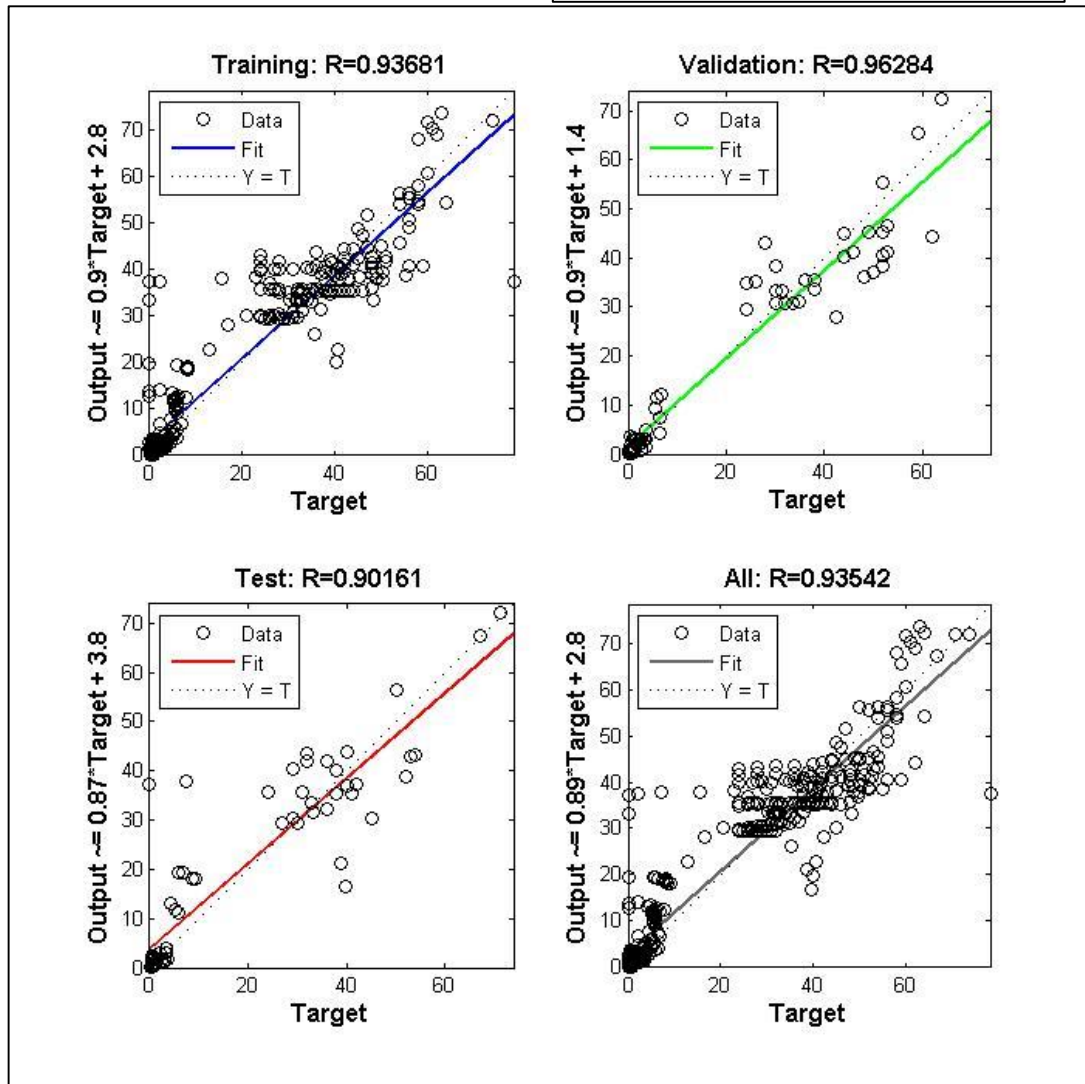 Training: R=0.93681
Output ~= 0.9*Target + 2.8
Data
Fit
Y = T
70
60
50
40
30
20
10
0
0 20 40 60
Target
Validation: R=0.96284
Output ~= 0.9*Target + 1.4
Data
Fit
Y = T
70
60
50
40
30
20
10
0
0 20 40 60
Target
Test: R=0.90161
Output ~= 0.87*Target + 3.8
Data
Fit
Y = T
70
60
50
40
30
20
10
0
0 20 40 60
Target
All: R=0.93542
Output ~= 0.89*Target + 2.8
Data
Fit
Y = T
70
60
50
40
30
20
10
0
0 20 40 60
Target